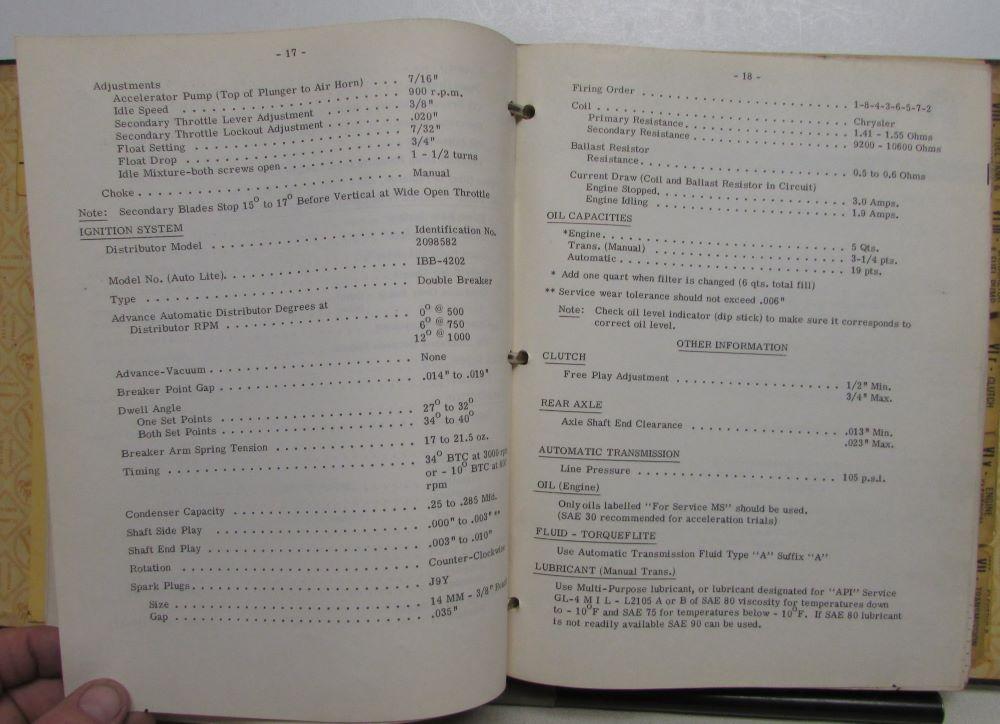 - 17 -
Adjustments
Accelerator Pump (Top of Plunger to Air Horn) . . . 7/16"
Idle Speed . . . 900 r.p.m.
Secondary Throttle Lever Adjustment . . . 3/8"
Secondary Throttle Lockout Adjustment . . . .020"
Float Setting . . . 7/32"
Float Drop . . . 3/4"
Idle Mixture-both screws open . . . 1 - 1/2 turns
Choke . . . Manual
Note: Secondary Blades Stop 15° to 17° Before Vertical at Wide Open Throttle
IGNITION SYSTEM
Identification No.
Distributor Model . . . 2098582
Model No. (Auto Lite). . . . IBB-4202
Type . . . Double Breaker
Advance Automatic Distributor Degrees at
Distributor RPM . . . 0° @ 500
6° @ 750
12° @ 1000
Advance-Vacuum . . . None
Breaker Point Gap . . . .014" to .019"
Dwell Angle
One Set Points . . . 27° to 32°
Both Set Points . . . 34° to 40°
Breaker Arm Spring Tension . . . 17 to 21.5 oz.
Timing . . . 34° BTC at 3000 rpm
or - 10° BTC at
rpm
Condenser Capacity . . . .25 to .285 Mfd.
Shaft Side Play . . . .000" to .003" **
Shaft End Play . . . .003" to .010"
Rotation . . . Counter-Clockwise
Spark Plugs . . . J9Y
Size . . . 14 MM - 3/8"
Gap . . . .035"
- 18 -
Firing Order . . . 1-8-4-3-6-5-7-2
Coil . . . Chrysler
Primary Resistance . . . 1.41 - 1.55 Ohms
Secondary Resistance . . . 9200 - 10600 Ohms
Ballast Resistor
Resistance. . . . 0.5 to 0.6 Ohms
Current Draw (Coil and Ballast Resistor in Circuit)
Engine Stopped. . . . 3.0 Amps.
Engine Idling . . . 1.9 Amps.
OIL CAPACITIES
*Engine . . . 5 Qts.
Trans. (Manual) . . . 3-1/4 pts.
Automatic . . . 19 pts.
* Add one quart when filter is changed (6 qts. total fill)
** Service wear tolerance should not exceed .006"
Note: Check oil level indicator (dip stick) to make sure it corresponds to
correct oil level.
OTHER INFORMATION
CLUTCH
Free Play Adjustment . . . 1/2" Min.
3/4" Max.
REAR AXLE
Axle Shaft End Clearance . . . .013" Min.
.023" Max.
AUTOMATIC TRANSMISSION
Line Pressure . . . 105 p.s.i.
OIL (Engine)
Only oils labelled "For Service MS" should be used.
(SAE 30 recommended for acceleration trials)
FLUID - TORQUEFLITE
Use Automatic Transmission Fluid Type "A" Suffix "A"
LUBRICANT (Manual Trans.)
Use Multi-Purpose lubricant, or lubricant designated for "API" Service
GL-4 M I L - L2105 A or B of SAE 80 viscosity for temperatures down
to - 10°F and SAE 75 for temperatures below - 10°F. If SAE 80 lubricant
is not readily available SAE 90 can be used.